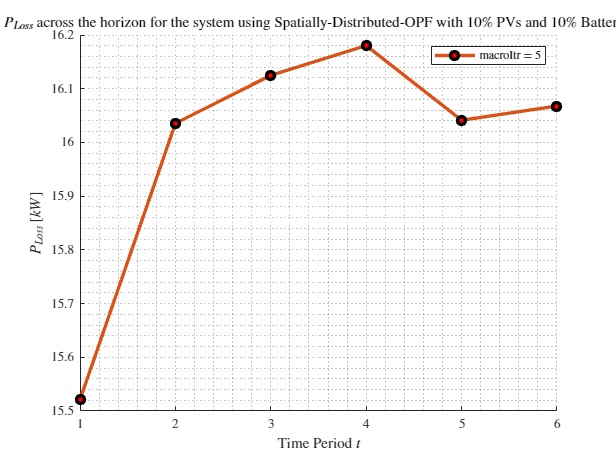 P_Loss across the horizon for the system using Spatially-Distributed-OPF with 10% PVs and 10% Batter
macroItr = 5
16.2
16.1
16
15.9
15.8
15.7
15.6
15.5
P_Loss [kW]
1 2 3 4 5 6
Time Period t